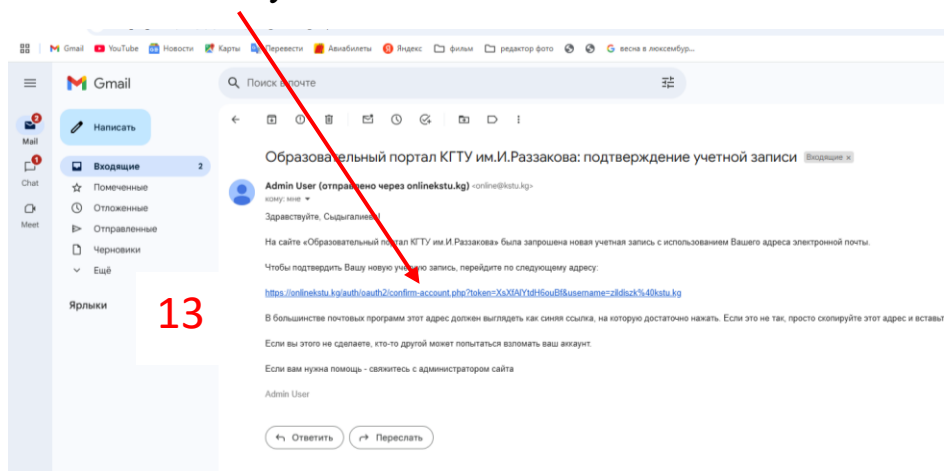 Gmail YouTube Новости Карты Перевести Авиабилеты Яндекс фильм редактор фото весна в люксембур...
Gmail
Поиск в почте
2
Mail
Написать
Chat
Meet
Входящие 2
Помеченные
Отложенные
Отправленные
Черновики
Ещё
Ярлыки
13
Образовательный портал КГТУ им.И.Раззакова: подтверждение учетной записи Входящие ×
Admin User (отправлено через onlinekstu.kg) <online@kstu.kg>
кому: мне
Здравствуйте, Сыдыгалиева!
На сайте «Образовательный портал КГТУ им.И.Раззакова» была запрошена новая учетная запись с использованием Вашего адреса электронной почты.
Чтобы подтвердить Вашу новую учетную запись, перейдите по следующему адресу:
https://onlinekstu.kg/auth/oauth2/confirm-account.php?token=XsXfAlYtdH6ouBf&username=zildiszk%40kstu.kg
В большинстве почтовых программ этот адрес должен выглядеть как синяя ссылка, на которую достаточно нажать. Если это не так, просто скопируйте этот адрес и вставьт
Если вы этого не сделаете, кто-то другой может попытаться взломать ваш аккаунт.
Если вам нужна помощь - свяжитесь с администратором сайта
Admin User
Ответить
Переслать